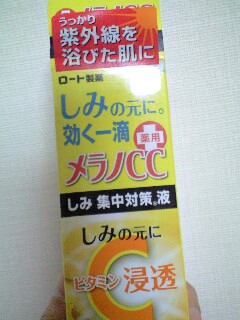 うっかり
紫外線を
浴びた肌に
ロート製薬
しみの元に。
効く一滴
薬用
メラノCC
しみ 集中対策液
しみの元に
C
ビタミン 浸透